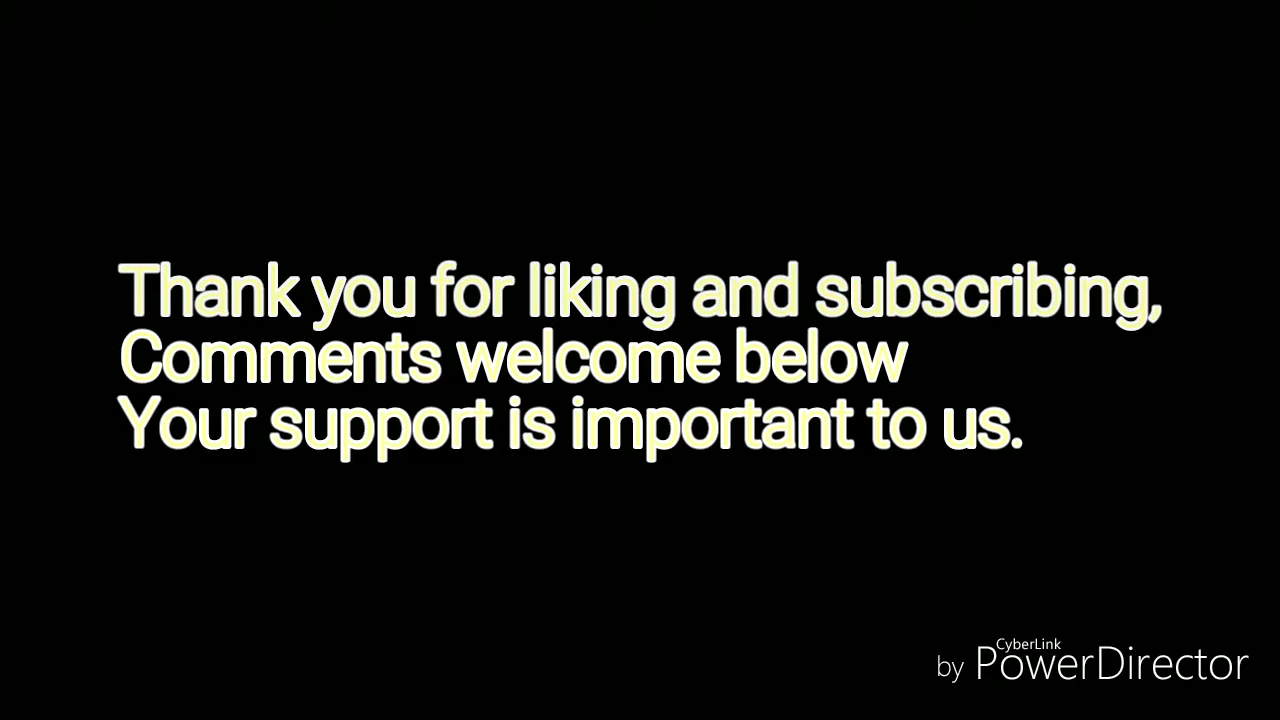 Thank you for liking and subscribing,
Comments welcome below
Your support is important to us.
CyberLink
by PowerDirector